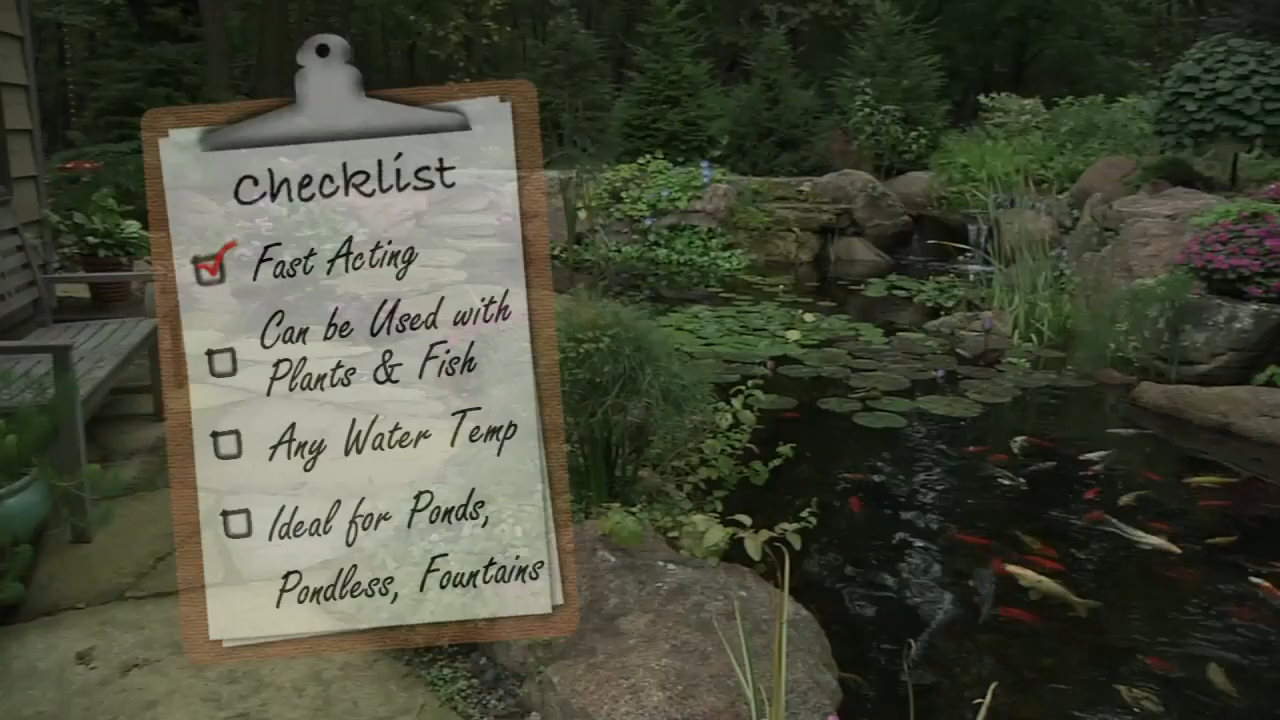 Checklist
Fast Acting
Can be Used with
Plants & Fish
Any Water Temp
Ideal for Ponds,
Pondless, Fountains